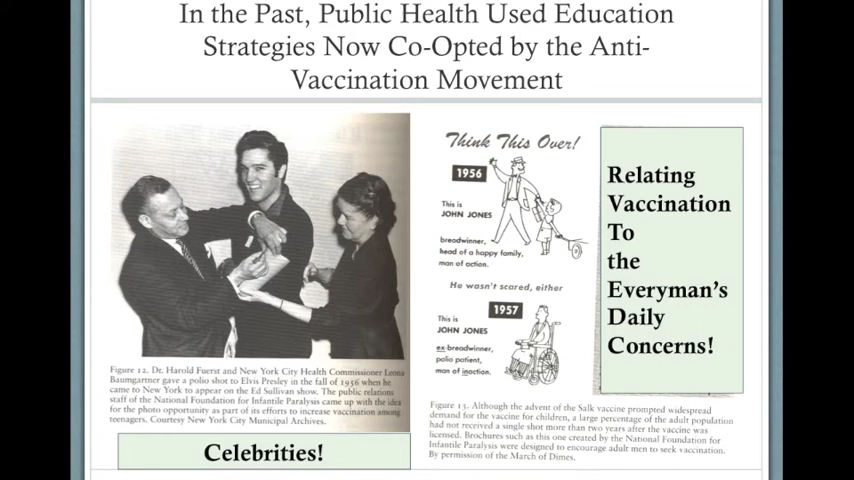 In the Past, Public Health Used Education
Strategies Now Co-Opted by the Anti-
Vaccination Movement
Figure 12. Dr. Harold Fuerst and New York City Health Commissioner Leona
Baumgartner gave a polio shot to Elvis Presley in the fall of 1956 when he
came to New York to appear on the Ed Sullivan show. The public relations
staff of the National Foundation for Infantile Paralysis came up with the idea
for the photo opportunity as part of its efforts to increase vaccination among
teenagers. Courtesy New York City Municipal Archives.
Celebrities!
Think This Over!
1956
This is
JOHN JONES
breadwinner,
head of a happy family,
man of action.
He wasn't scared, either
1957
This is
JOHN JONES
ex-breadwinner,
polio patient,
man of inaction.
Figure 13. Although the advent of the Salk vaccine prompted widespread
demand for the vaccine for children, a large percentage of the adult population
had not received a single shot more than two years after the vaccine was
licensed. Brochures such as this one created by the National Foundation for
Infantile Paralysis were designed to encourage adult men to seek vaccination.
By permission of the March of Dimes.
Relating
Vaccination
To
the
Everyman's
Daily
Concerns!